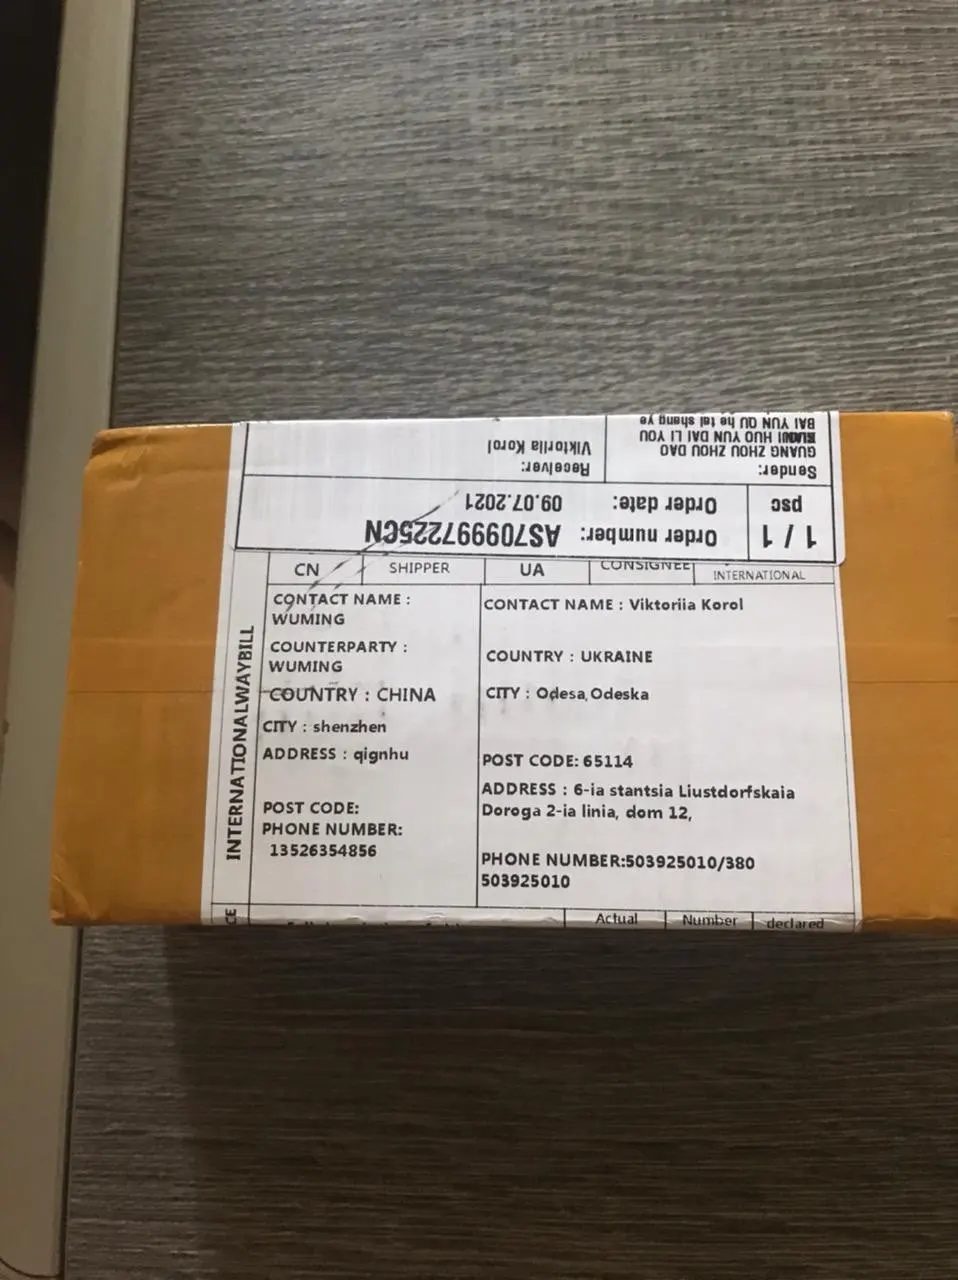 Sender:
GUANG ZHOU ZHOU DAO
HUO YUN DAI LI YOU
BAI YUN QU he tai shang ye
Receiver:
Viktoriia Korol
1 / 1
psc
Order number: AS709997225CN
Order date: 09.07.2021
INTERNATIONALWAYBILL
CN SHIPPER UA CONSIGNEE INTERNATIONAL
CONTACT NAME :
WUMING
COUNTERPARTY :
WUMING
COUNTRY : CHINA
CITY : shenzhen
ADDRESS : qignhu
POST CODE:
PHONE NUMBER:
13526354856
CONTACT NAME : Viktoriia Korol
COUNTRY : UKRAINE
CITY : Odesa,Odeska
POST CODE: 65114
ADDRESS : 6-ia stantsia Liustdorfskaia
Doroga 2-ia linia, dom 12,
PHONE NUMBER:503925010/380
503925010
Actual Number declared